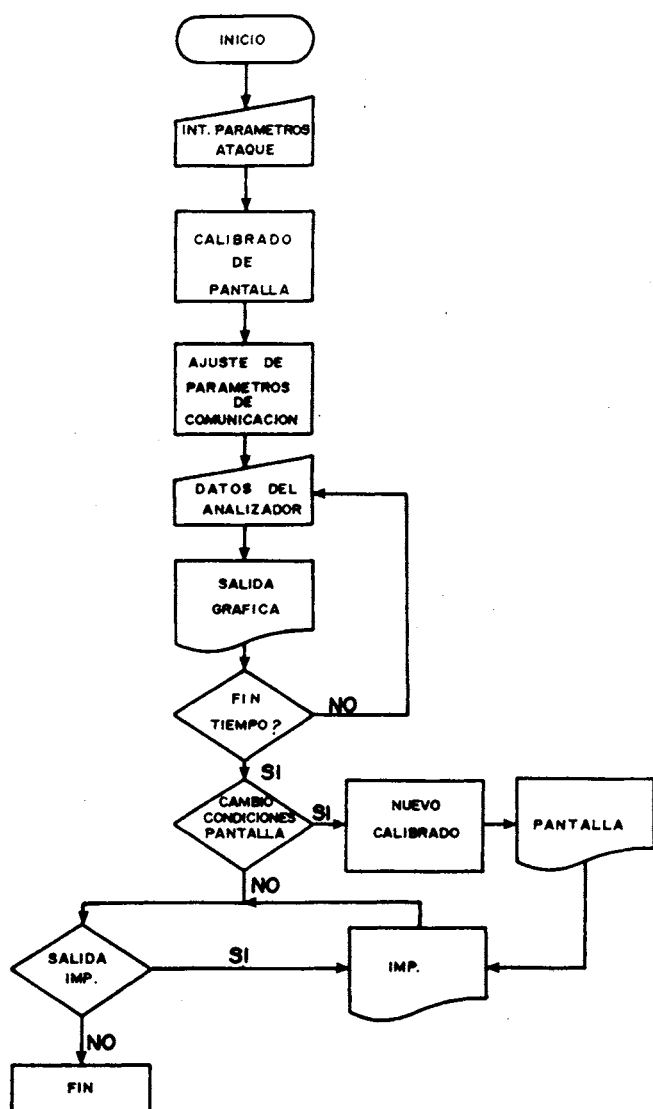 INICIO
INT. PARAMETROS
ATAQUE
CALIBRADO
DE
PANTALLA
AJUSTE DE
PARAMETROS
DE
COMUNICACION
DATOS DEL
ANALIZADOR
SALIDA
GRAFICA
FIN
TIEMPO?
NO
SI
CAMBIO
CONDICIONES
PANTALLA
SI
NUEVO
CALIBRADO
PANTALLA
NO
SALIDA
IMP.
SI
IMP.
NO
FIN